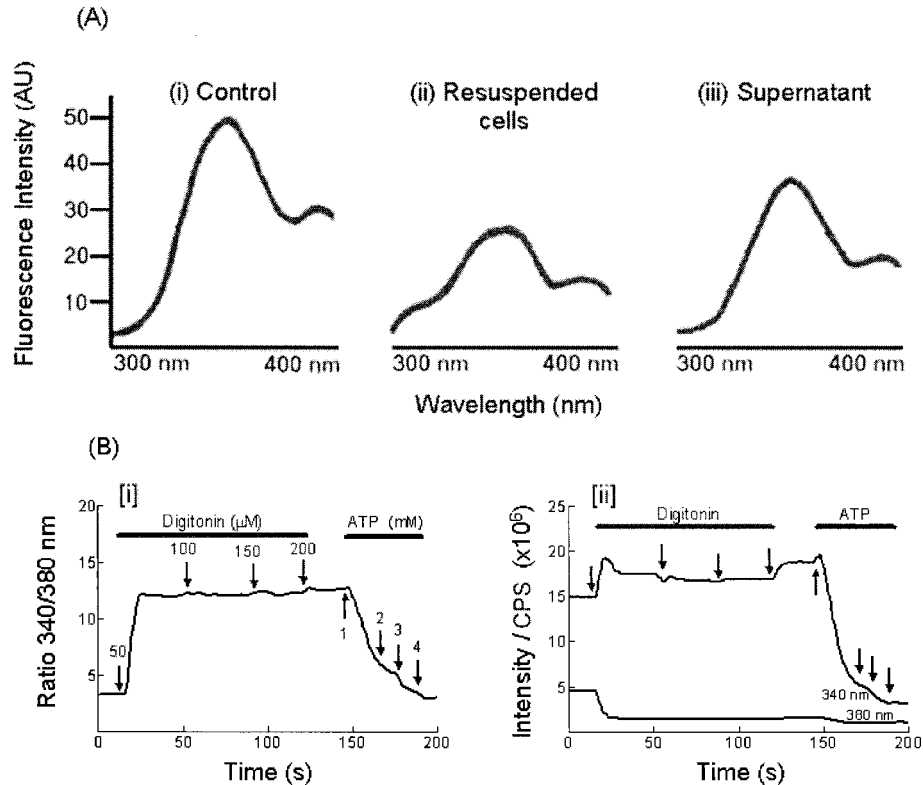 (A)
(i) Control
(ii) Resuspended
cells
(iii) Supernatant
Fluorescence Intensity (AU)
50
40
30
20
10
300 nm 400 nm 300 nm 400 nm 300 nm 400 nm
Wavelength (nm)
(B)
[i]
Digitonin (µM)
ATP (mM)
100 150 200
50
1 2 3 4
Ratio 340/380 nm
20
15
10
5
0 50 100 150 200
Time (s)
[ii]
Digitonin
ATP
Intensity / CPS (x10⁶)
25
20
15
10
5
0
340 nm
380 nm
0 50 100 150 200
Time (s)